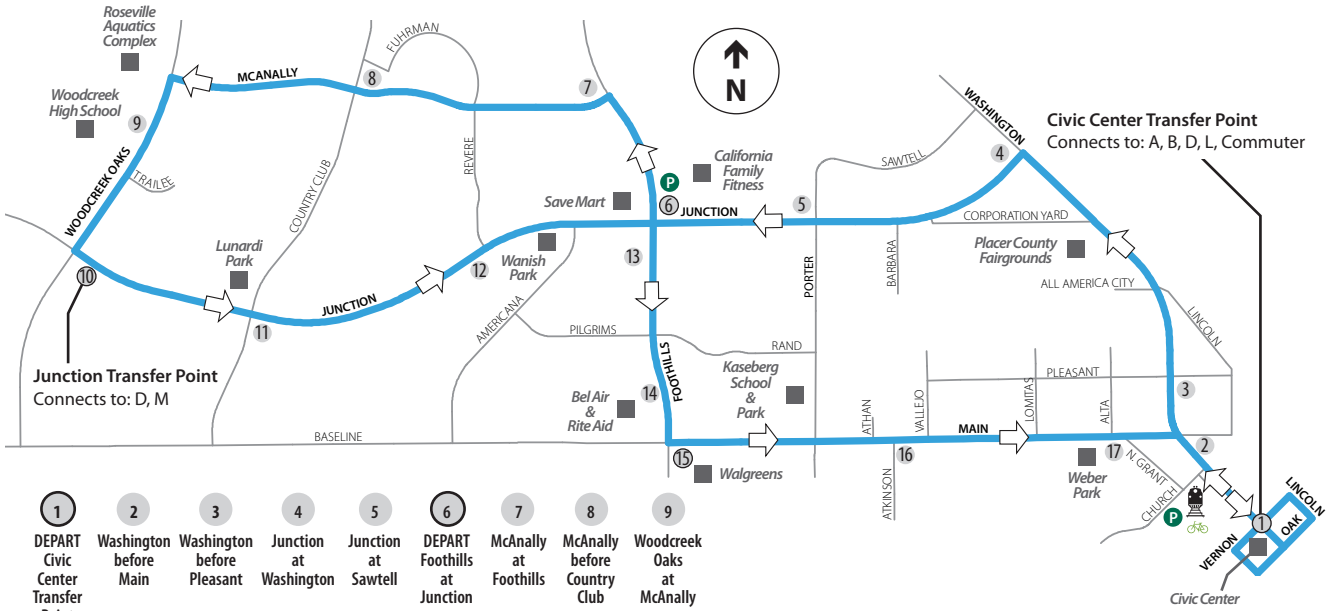 Roseville
Aquatics
Complex
Woodcreek
High School
9
WOODCREEK OAKS
TRAILEE
MCANALLY
8
FUHRMAN
7
REVERE
COUNTRY CLUB
N
WASHINGTON
4
SAWTELL
Civic Center Transfer Point
Connects to: A, B, D, L, Commuter
California
Family
Fitness
P
6
JUNCTION
5
Save Mart
CORPORATION YARD
Placer County
Fairgrounds
ALL AMERICA CITY
LINCOLN
BARBARA
PORTER
13
Wanish
Park
12
Lunardi
Park
10
11
JUNCTION
AMERICANA
PILGRIMS
RAND
FOOTHILLS
Junction Transfer Point
Connects to: D, M
Kaseberg
School
&
Park
14
Bel Air
&
Rite Aid
BASELINE
15
Walgreens
ATHAN
VALLEJO
MAIN
LOMITAS
PLEASANT
ALTA
3
2
16
ATKINSON
17
Weber
Park
N. GRANT
CHURCH
P
1
LINCOLN
OAK
VERNON
Civic Center
1
DEPART
Civic
Center
Transfer
2
Washington
before
Main
3
Washington
before
Pleasant
4
Junction
at
Washington
5
Junction
at
Sawtell
6
DEPART
Foothills
at
Junction
7
McAnally
at
Foothills
8
McAnally
before
Country
Club
9
Woodcreek
Oaks
at
McAnally